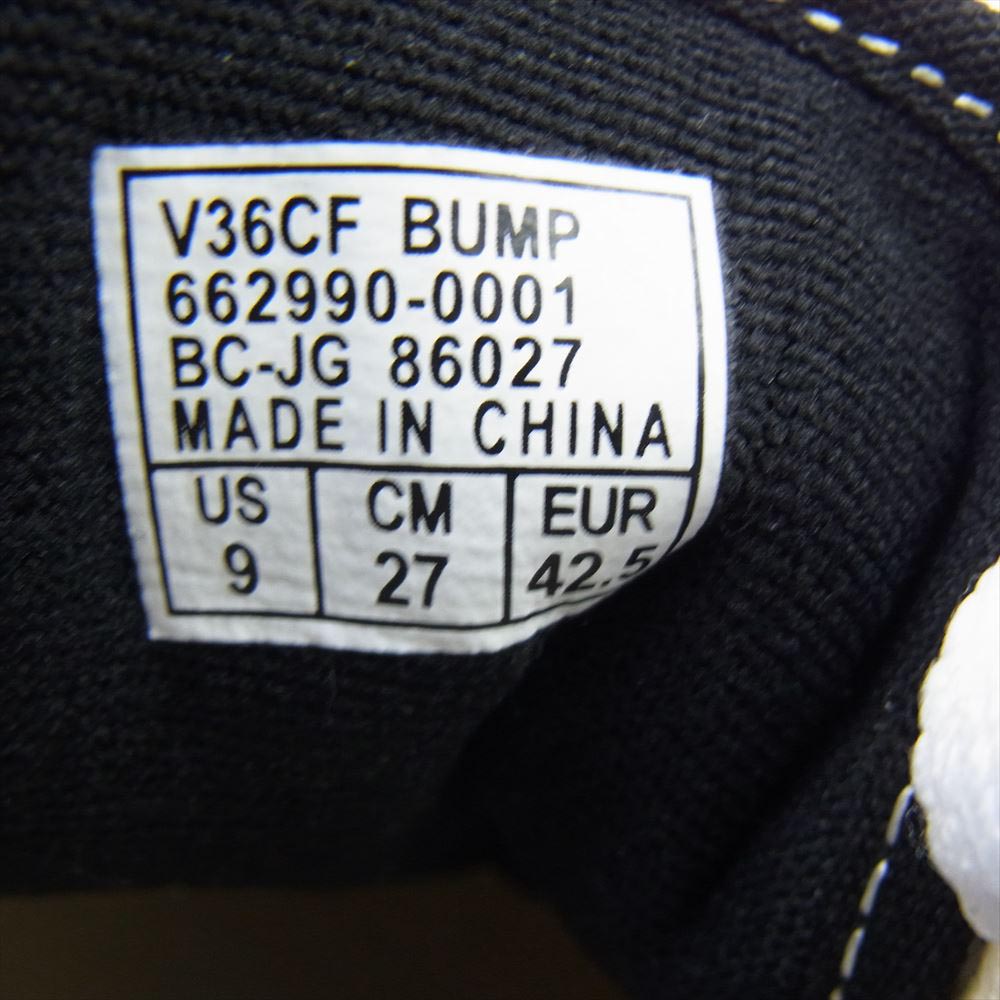 V36CF BUMP
662990-0001
BC-JG 86027
MADE IN CHINA
US CM EUR
9 27 42.5